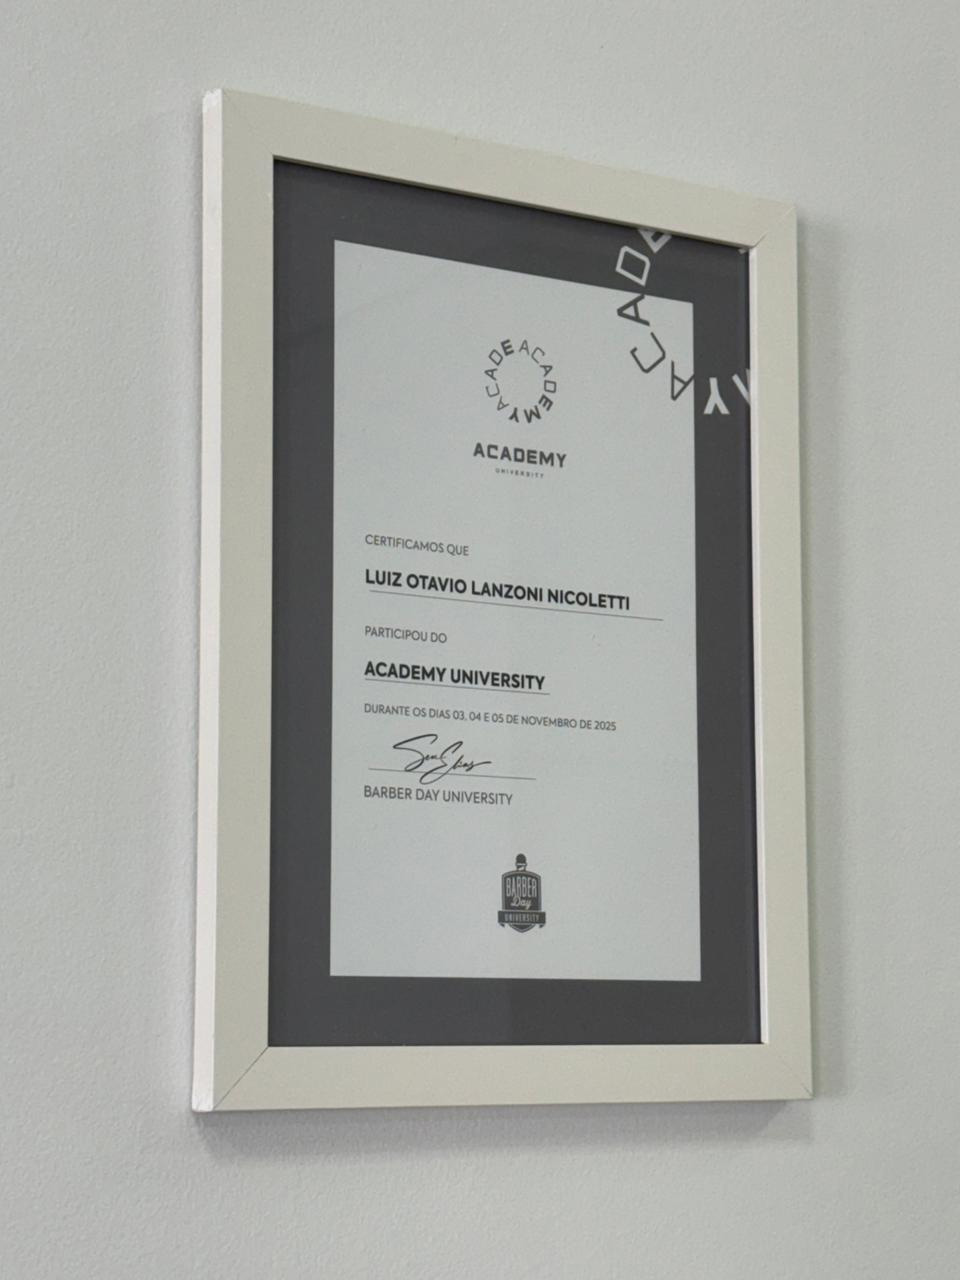 ACADEACADEMYACAD
ACADEMY
UNIVERSITY
CERTIFICAMOS QUE
LUIZ OTAVIO LANZONI NICOLETTI
PARTICIPOU DO
ACADEMY UNIVERSITY
DURANTE OS DIAS 03, 04 E 05 DE NOVEMBRO DE 2025
BARBER DAY UNIVERSITY
BARBER
Day
UNIVERSITY